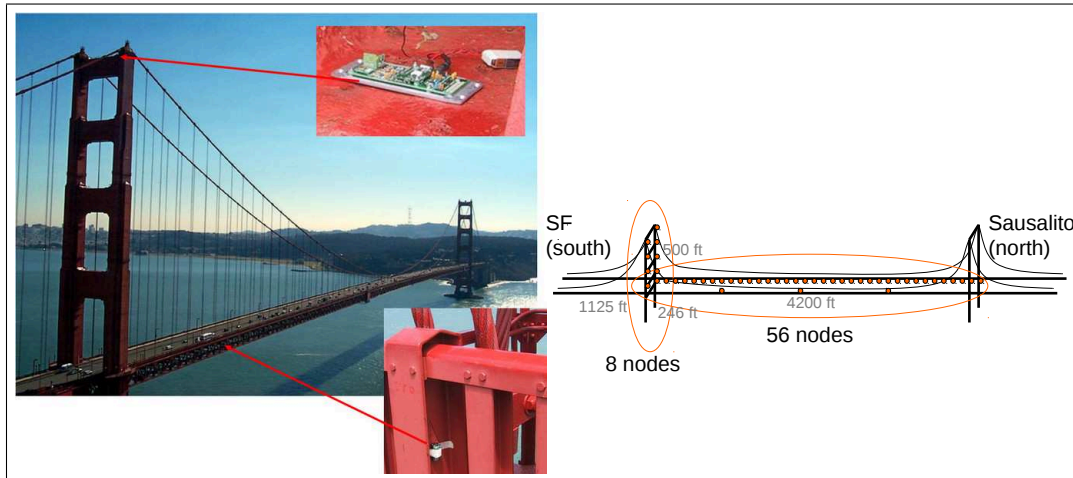 SF
(south)
500 ft
Sausalito
(north)
1125 ft
246 ft
4200 ft
56 nodes
8 nodes